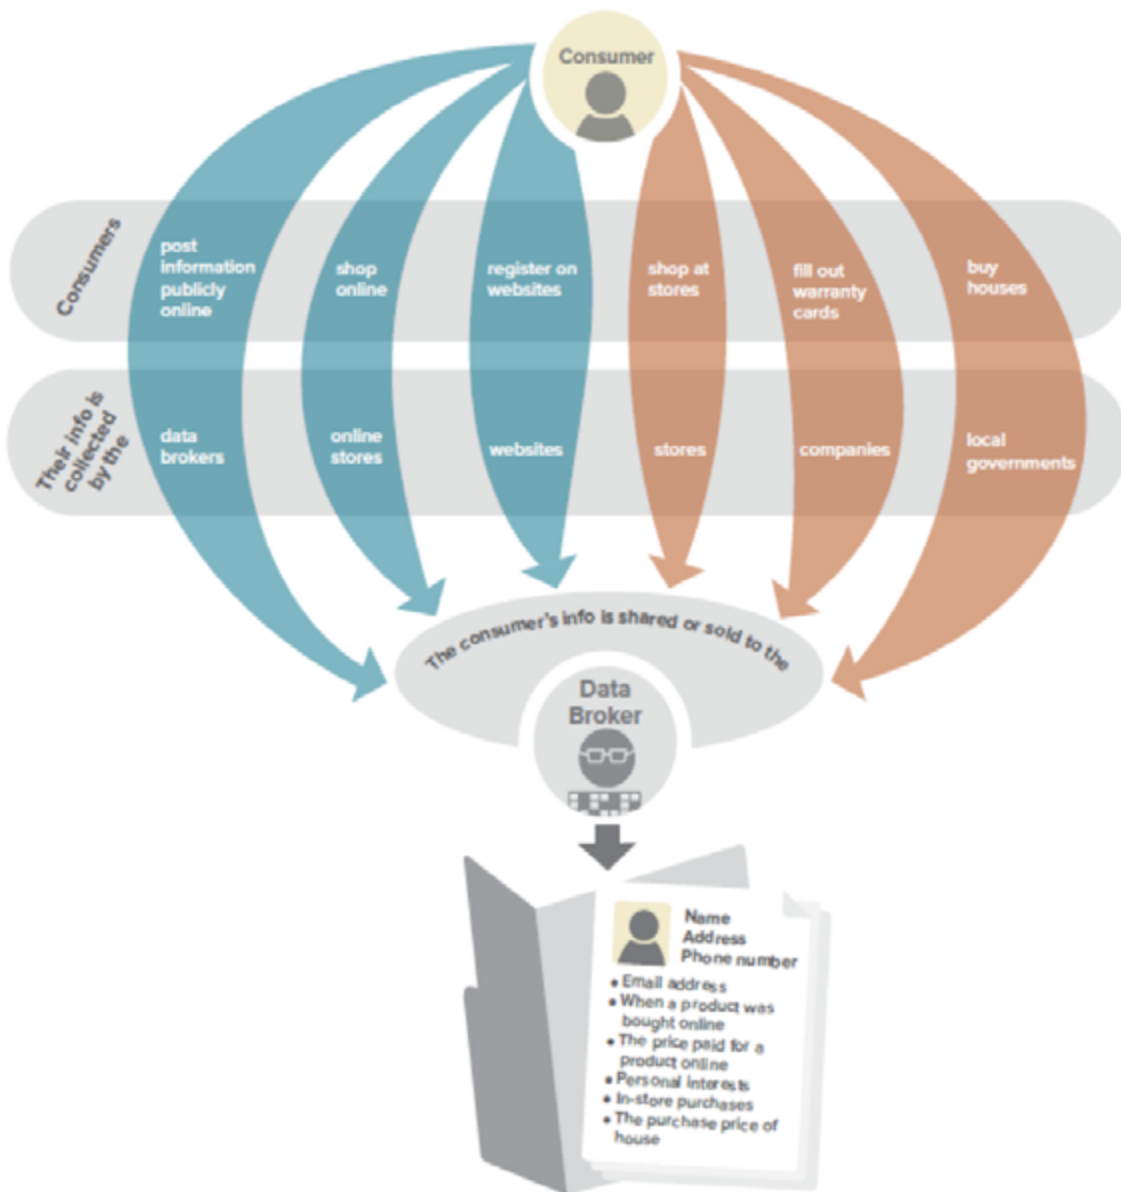 Consumer
Consumers
post
information
publicly
online
shop
online
register on
websites
shop at
stores
fill out
warranty
cards
buy
houses
Their info is
collected
by the
data
brokers
online
stores
websites
stores
companies
local
governments
The consumer's info is shared or sold to the
Data
Broker
Name
Address
Phone number
• Email address
• When a product was
bought online
• The price paid for a
product online
• Personal interests
• In-store purchases
• The purchase price of
house